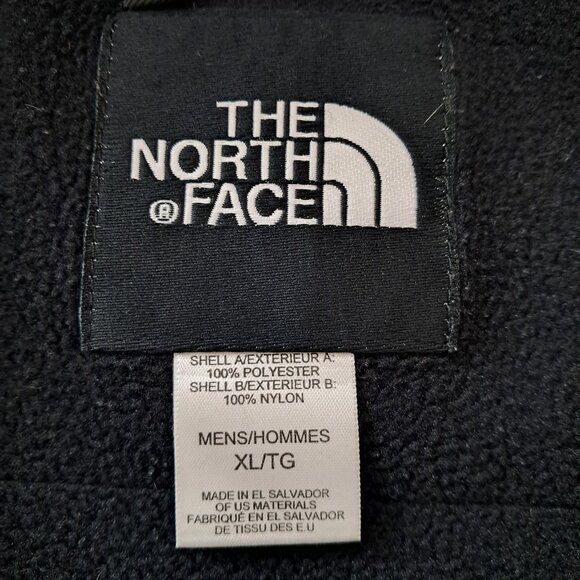 THE
NORTH
®FACE
SHELL A/EXTERIEUR A:
100% POLYESTER
SHELL B/EXTERIEUR B:
100% NYLON
MENS/HOMMES
XL/TG
MADE IN EL SALVADOR
OF US MATERIALS
FABRIQUÉ EN EL SALVADOR
DE TISSU DES E.U